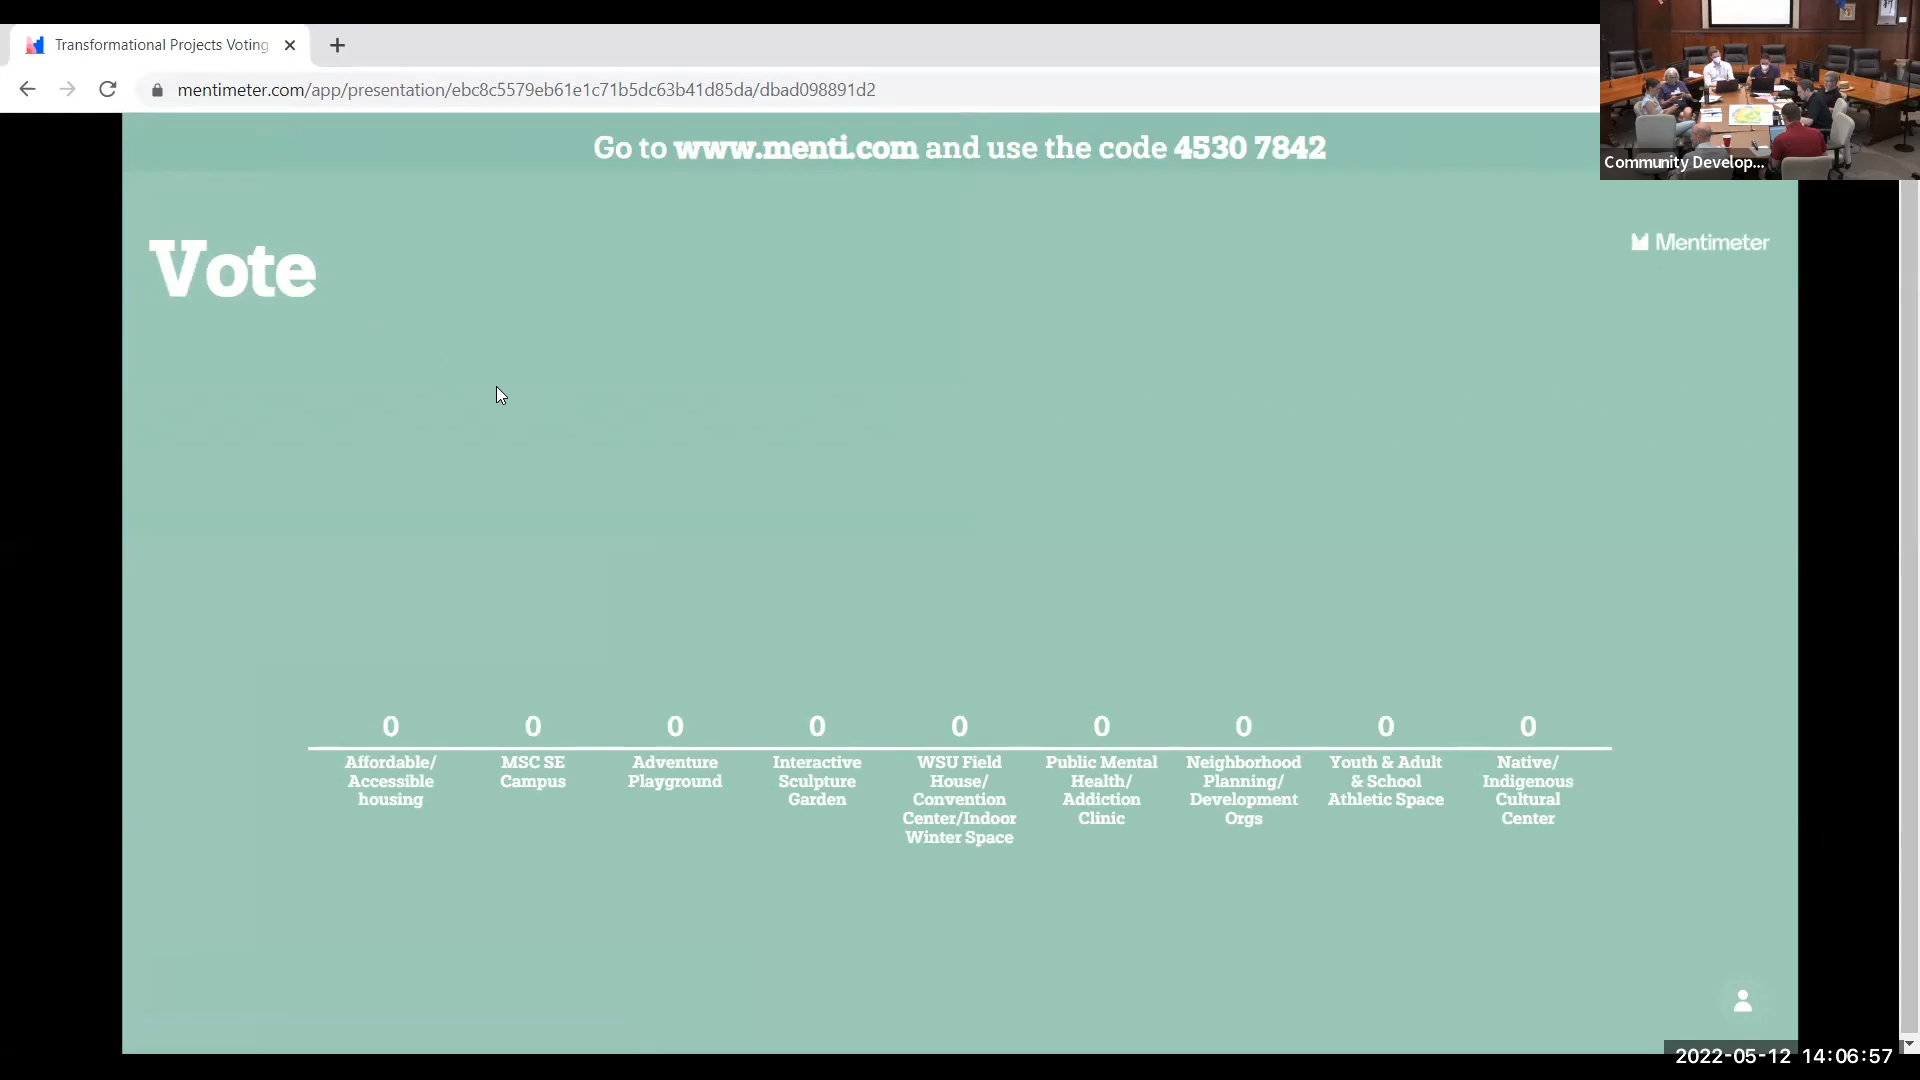 Transformational Projects Voting
mentimeter.com/app/presentation/ebc8c5579eb61e1c71b5dc63b41d85da/dbad098891d2
Community Develop...
Go to www.menti.com and use the code 4530 7842
Vote
Mentimeter
0 0 0 0 0 0 0 0 0
Affordable/
Accessible
housing
MSC SE
Campus
Adventure
Playground
Interactive
Sculpture
Garden
WSU Field
House/
Convention
Center/Indoor
Winter Space
Public Mental
Health/
Addiction
Clinic
Neighborhood
Planning/
Development
Orgs
Youth & Adult
& School
Athletic Space
Native/
Indigenous
Cultural
Center
2022-05-12 14:06:57